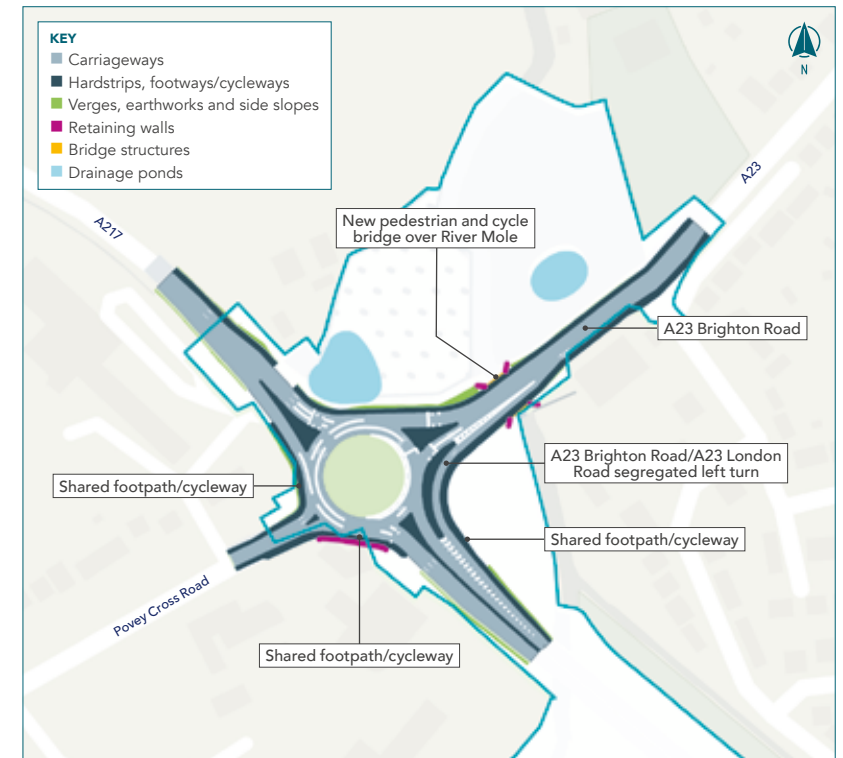 KEY
Carriageways
Hardstrips, footways/cycleways
Verges, earthworks and side slopes
Retaining walls
Bridge structures
Drainage ponds
N
A23
A217
New pedestrian and cycle
bridge over River Mole
A23 Brighton Road
A23 Brighton Road/A23 London
Road segregated left turn
Shared footpath/cycleway
Shared footpath/cycleway
Povey Cross Road
Shared footpath/cycleway